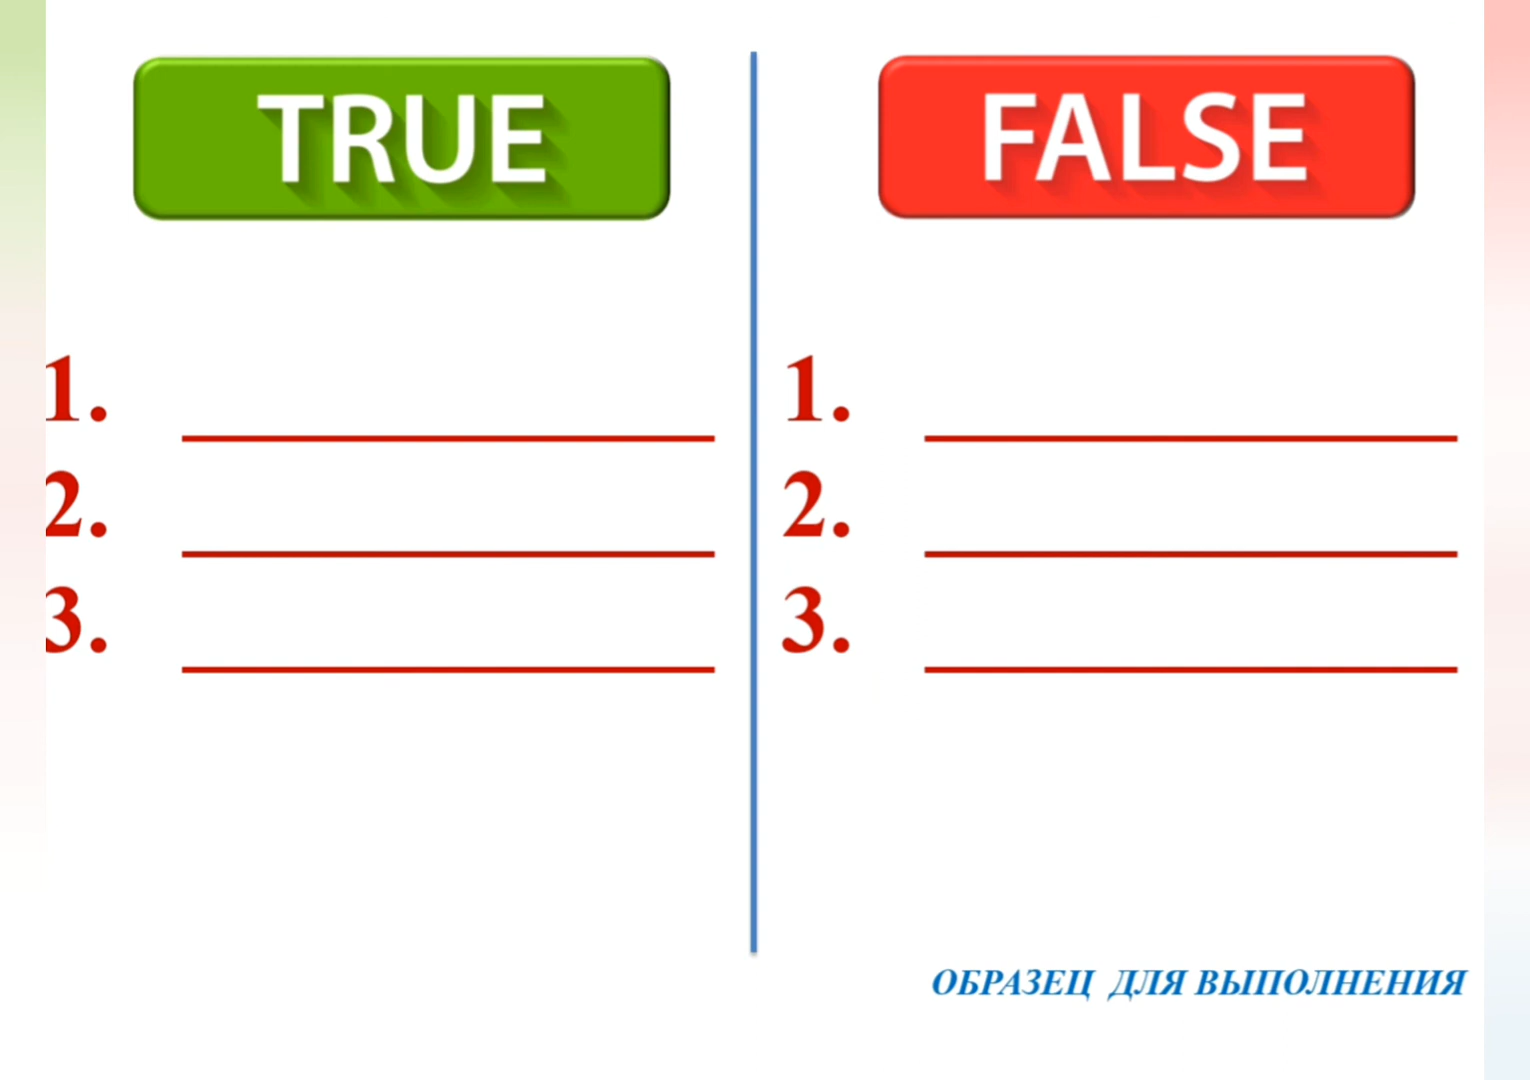 TRUE
1.
2.
3.
FALSE
1.
2.
3.
ОБРАЗЕЦ ДЛЯ ВЫПОЛНЕНИЯ